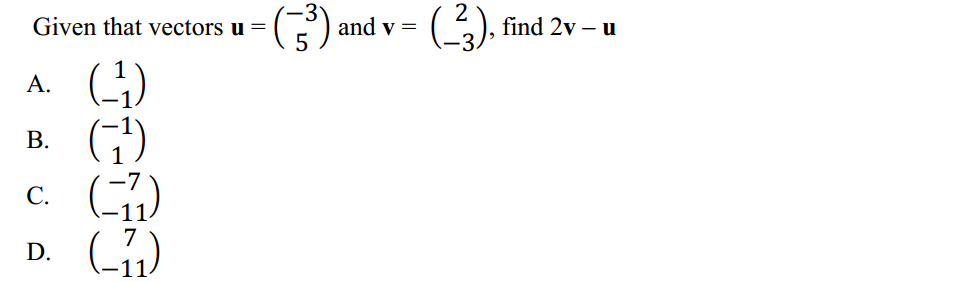 Given that vectors u = (−3 5) and v = (2 −3), find 2v – u
A. (1 −1)
B. (−1 1)
C. (−7 −11)
D. (7 −11)